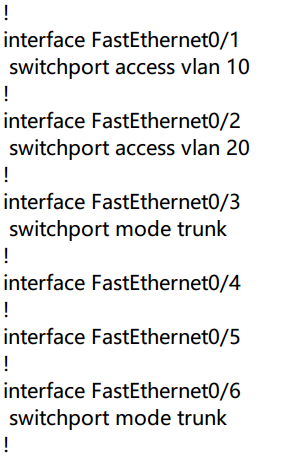 !
interface FastEthernet0/1
 switchport access vlan 10
!
interface FastEthernet0/2
 switchport access vlan 20
!
interface FastEthernet0/3
 switchport mode trunk
!
interface FastEthernet0/4
!
interface FastEthernet0/5
!
interface FastEthernet0/6
 switchport mode trunk
!